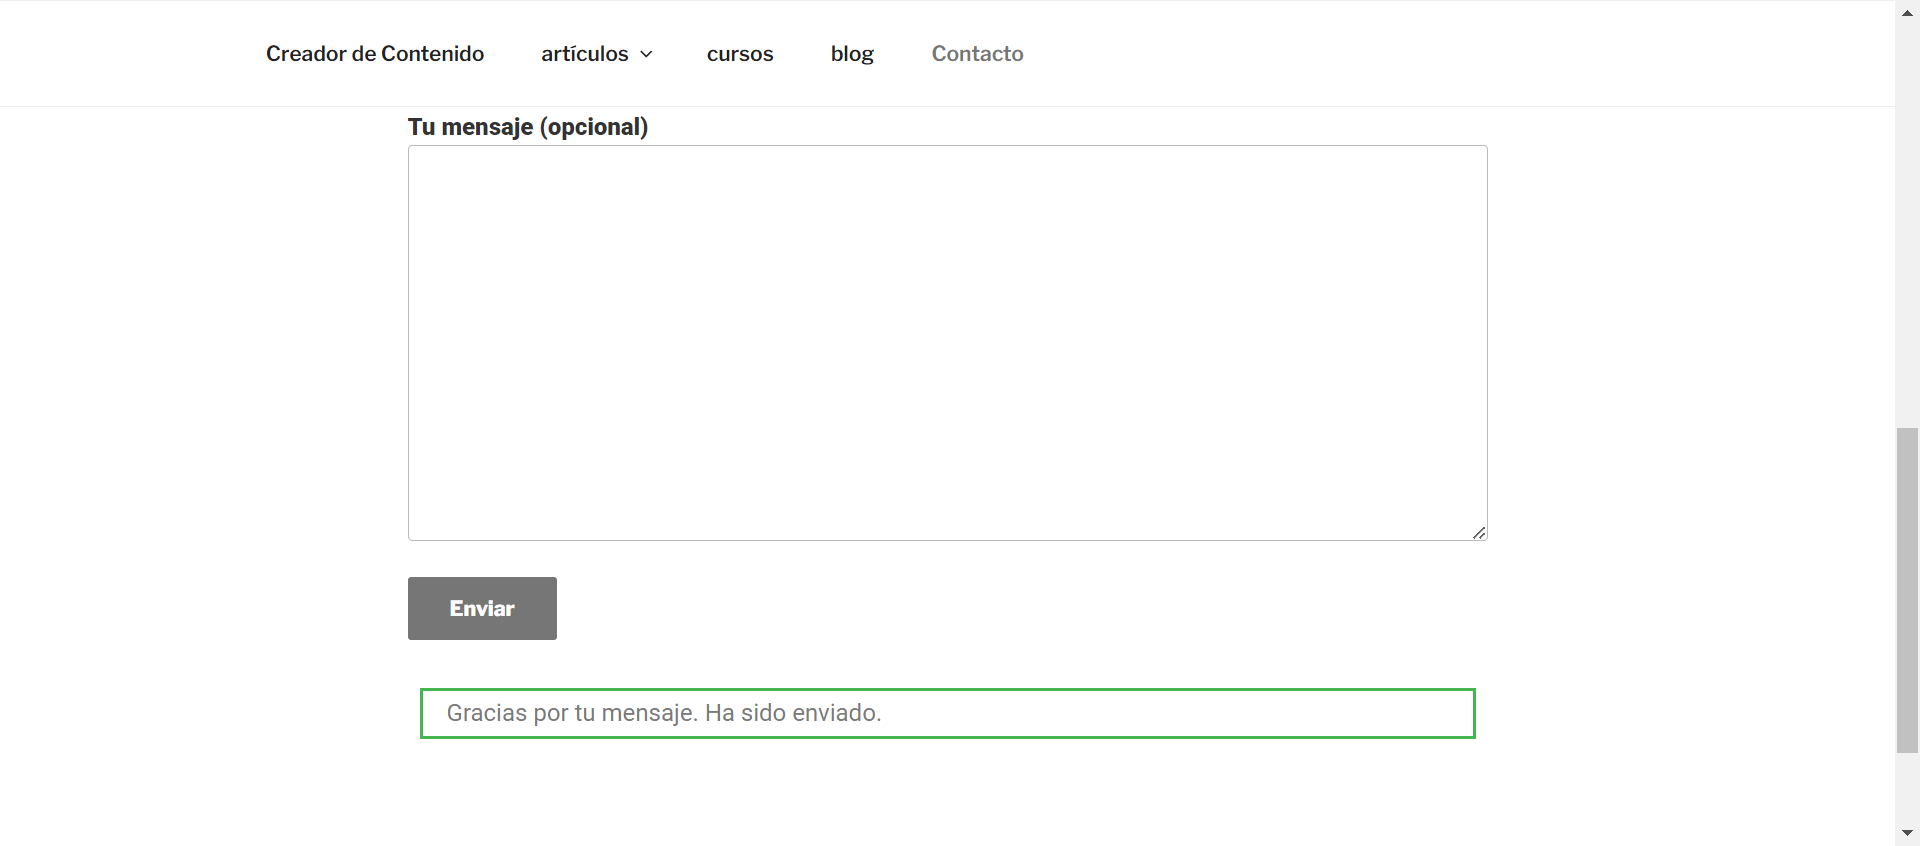 Creador de Contenido artículos cursos blog Contacto
Tu mensaje (opcional)
Enviar
Gracias por tu mensaje. Ha sido enviado.